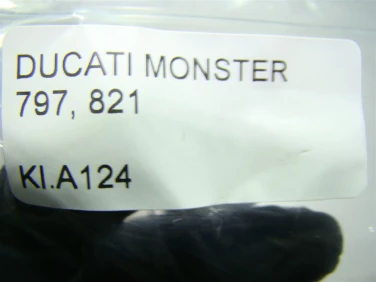 DUCATI MONSTER
797, 821
KI.A124